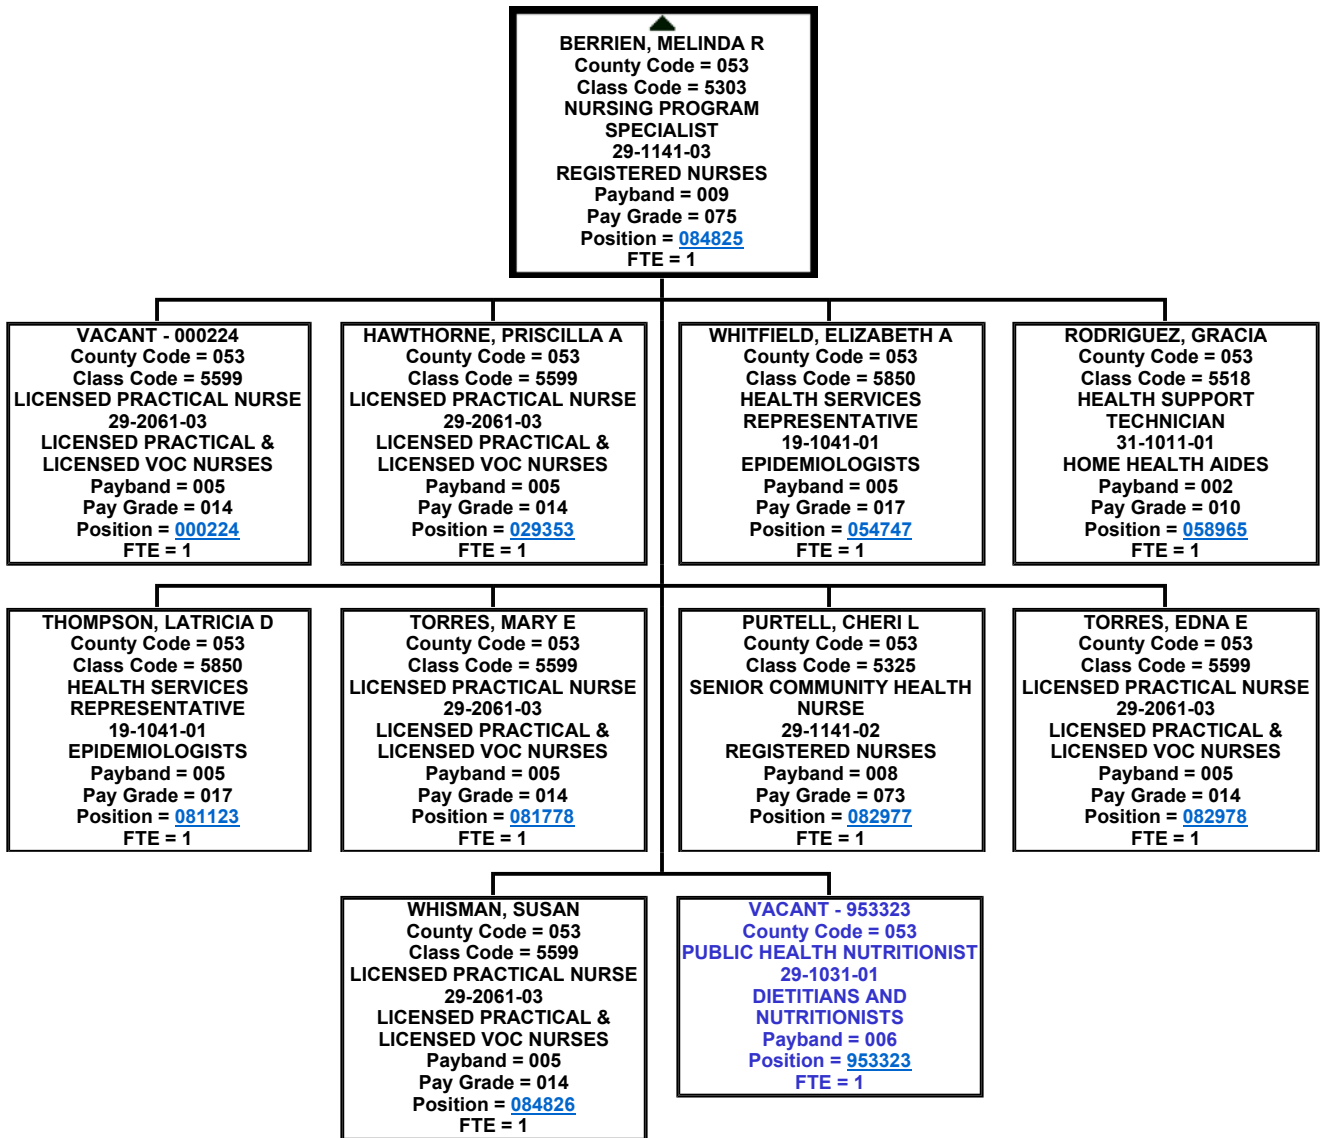 BERRIEN, MELINDA R
County Code = 053
Class Code = 5303
NURSING PROGRAM
SPECIALIST
29-1141-03
REGISTERED NURSES
Payband = 009
Pay Grade = 075
Position = 084825
FTE = 1
VACANT - 000224
County Code = 053
Class Code = 5599
LICENSED PRACTICAL NURSE
29-2061-03
LICENSED PRACTICAL &
LICENSED VOC NURSES
Payband = 005
Pay Grade = 014
Position = 000224
FTE = 1
HAWTHORNE, PRISCILLA A
County Code = 053
Class Code = 5599
LICENSED PRACTICAL NURSE
29-2061-03
LICENSED PRACTICAL &
LICENSED VOC NURSES
Payband = 005
Pay Grade = 014
Position = 029353
FTE = 1
WHITFIELD, ELIZABETH A
County Code = 053
Class Code = 5850
HEALTH SERVICES
REPRESENTATIVE
19-1041-01
EPIDEMIOLOGISTS
Payband = 005
Pay Grade = 017
Position = 054747
FTE = 1
RODRIGUEZ, GRACIA
County Code = 053
Class Code = 5518
HEALTH SUPPORT
TECHNICIAN
31-1011-01
HOME HEALTH AIDES
Payband = 002
Pay Grade = 010
Position = 058965
FTE = 1
THOMPSON, LATRICIA D
County Code = 053
Class Code = 5850
HEALTH SERVICES
REPRESENTATIVE
19-1041-01
EPIDEMIOLOGISTS
Payband = 005
Pay Grade = 017
Position = 081123
FTE = 1
TORRES, MARY E
County Code = 053
Class Code = 5599
LICENSED PRACTICAL NURSE
29-2061-03
LICENSED PRACTICAL &
LICENSED VOC NURSES
Payband = 005
Pay Grade = 014
Position = 081778
FTE = 1
PURTELL, CHERI L
County Code = 053
Class Code = 5325
SENIOR COMMUNITY HEALTH
NURSE
29-1141-02
REGISTERED NURSES
Payband = 008
Pay Grade = 073
Position = 082977
FTE = 1
TORRES, EDNA E
County Code = 053
Class Code = 5599
LICENSED PRACTICAL NURSE
29-2061-03
LICENSED PRACTICAL &
LICENSED VOC NURSES
Payband = 005
Pay Grade = 014
Position = 082978
FTE = 1
WHISMAN, SUSAN
County Code = 053
Class Code = 5599
LICENSED PRACTICAL NURSE
29-2061-03
LICENSED PRACTICAL &
LICENSED VOC NURSES
Payband = 005
Pay Grade = 014
Position = 084826
FTE = 1
VACANT - 953323
County Code = 053
PUBLIC HEALTH NUTRITIONIST
29-1031-01
DIETITIANS AND
NUTRITIONISTS
Payband = 006
Position = 953323
FTE = 1